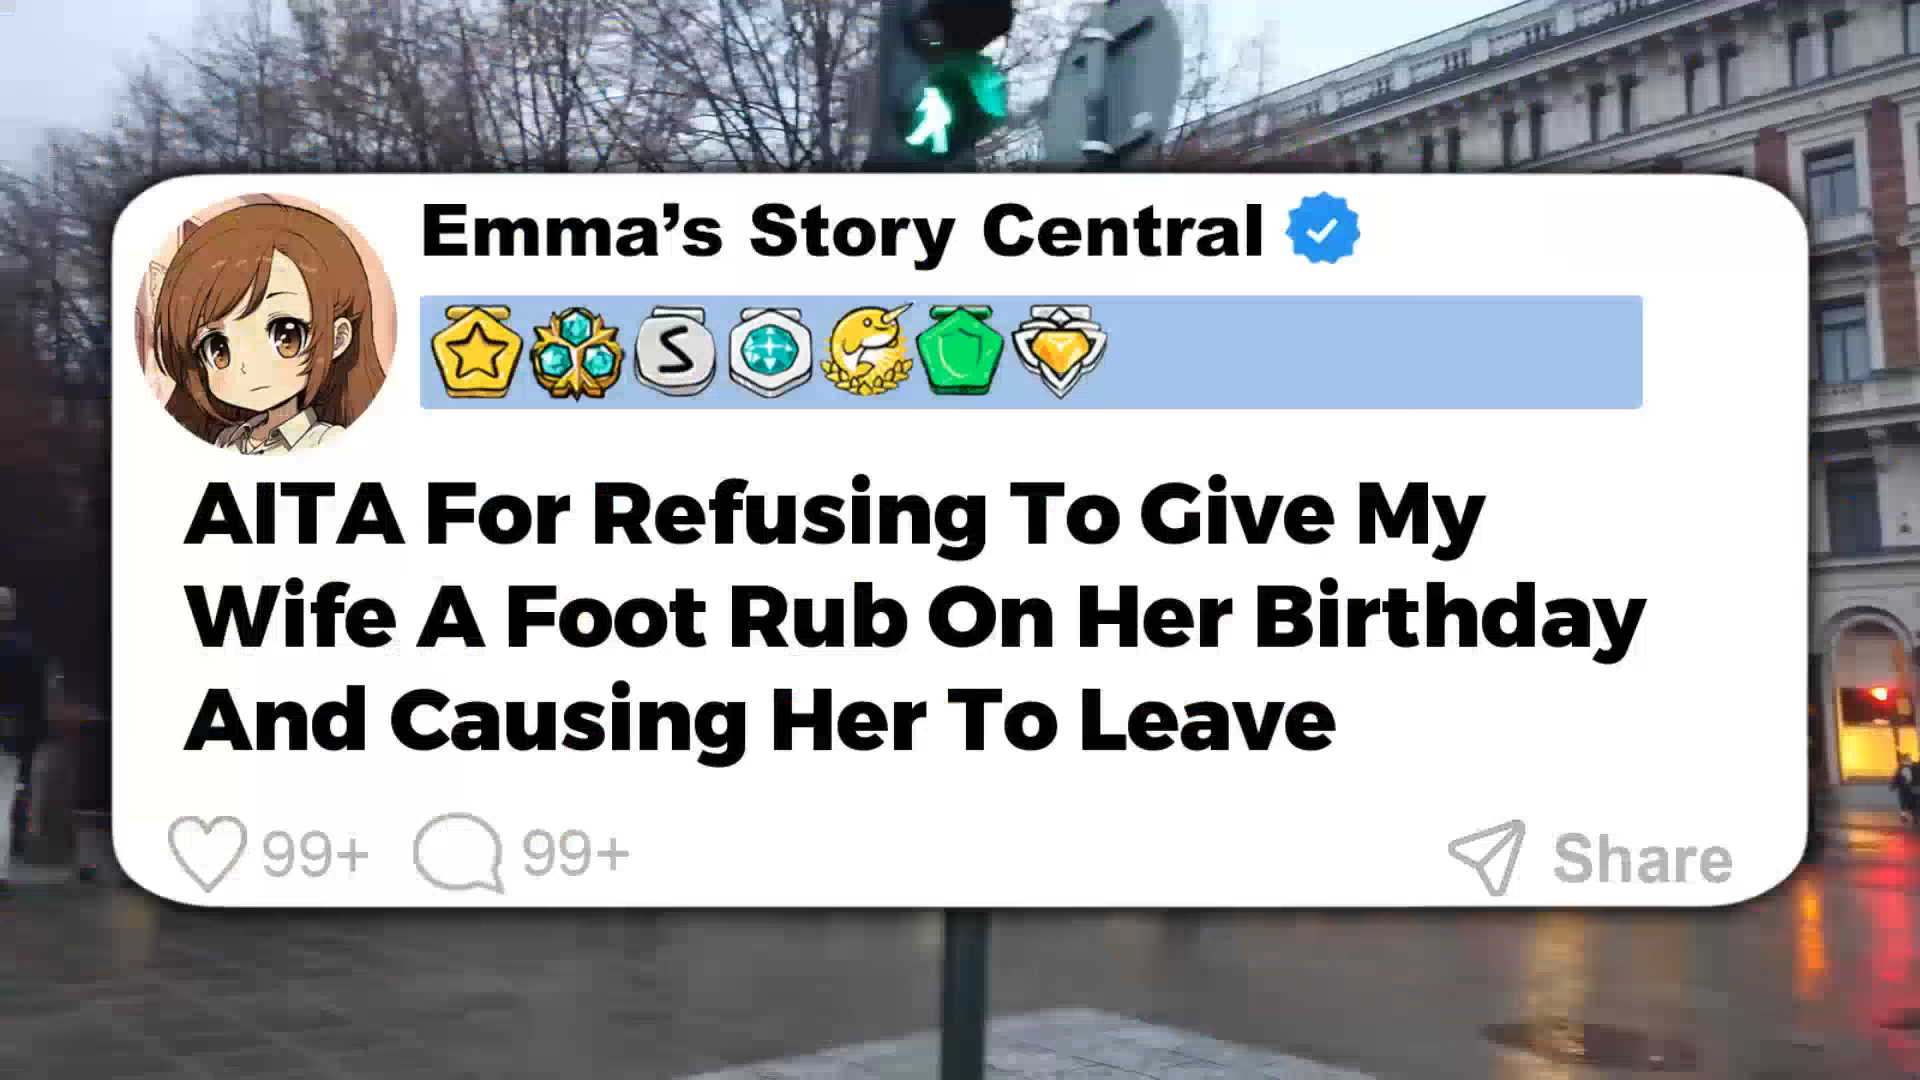 Emma’s Story Central
S
AITA For Refusing To Give My
Wife A Foot Rub On Her Birthday
And Causing Her To Leave
99+ 99+ Share